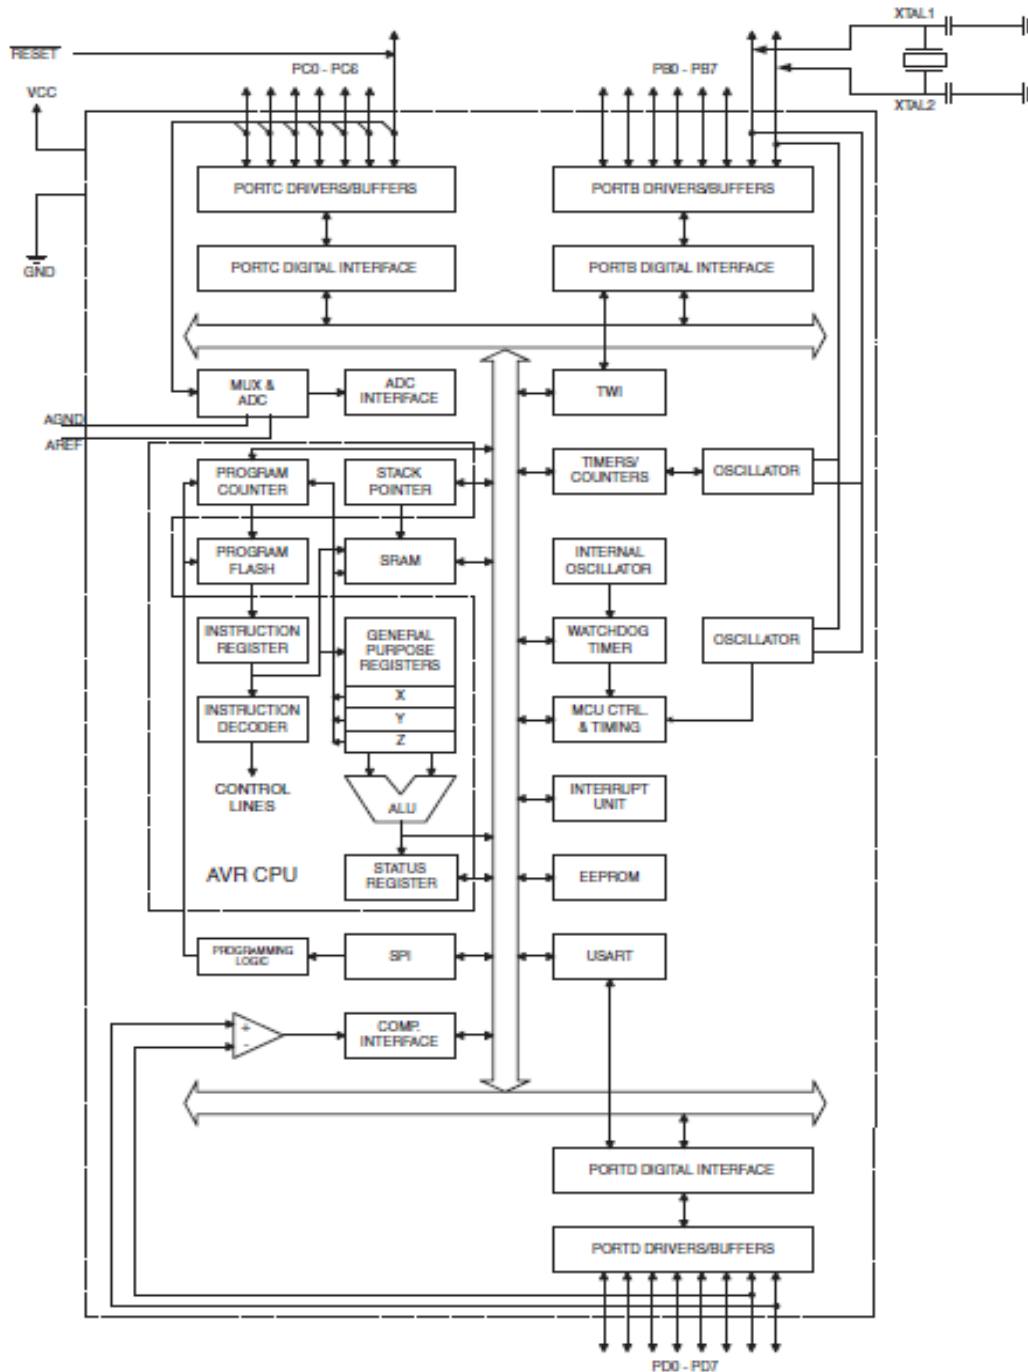 XTAL1
RESET
PC0 - PC6
PB0 - PB7
VCC
XTAL2
PORTC DRIVERS/BUFFERS
PORTB DRIVERS/BUFFERS
GND
PORTC DIGITAL INTERFACE
PORTB DIGITAL INTERFACE
MUX &
ADC
ADC
INTERFACE
TWI
AGND
AREF
PROGRAM
COUNTER
STACK
POINTER
TIMERS/
COUNTERS
OSCILLATOR
PROGRAM
FLASH
SRAM
INTERNAL
OSCILLATOR
INSTRUCTION
REGISTER
GENERAL
PURPOSE
REGISTERS
WATCHDOG
TIMER
OSCILLATOR
X
INSTRUCTION
DECODER
Y
MCU CTRL.
& TIMING
Z
CONTROL
LINES
ALU
INTERRUPT
UNIT
AVR CPU
STATUS
REGISTER
EEPROM
PROGRAMMING
LOGIC
SPI
USART
+
-
COMP.
INTERFACE
PORTD DIGITAL INTERFACE
PORTD DRIVERS/BUFFERS
PD0 - PD7